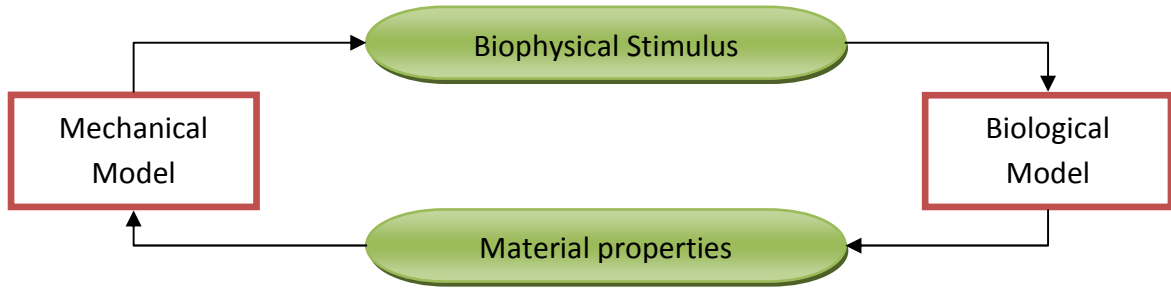 Biophysical Stimulus
Mechanical
Model
Biological
Model
Material properties